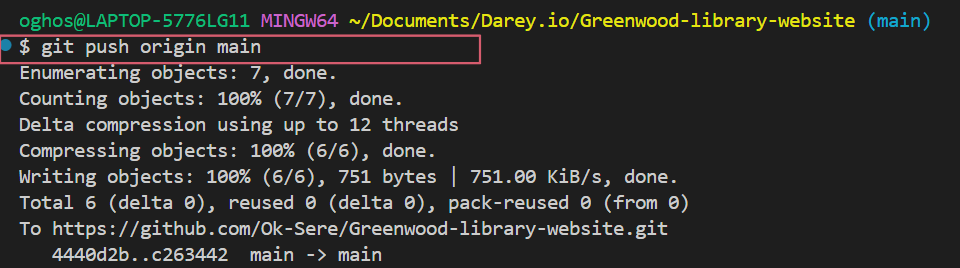 oghos@LAPTOP-5776LG11 MINGW64 ~/Documents/Darey.io/Greenwood-library-website (main)
$ git push origin main
Enumerating objects: 7, done.
Counting objects: 100% (7/7), done.
Delta compression using up to 12 threads
Compressing objects: 100% (6/6), done.
Writing objects: 100% (6/6), 751 bytes | 751.00 KiB/s, done.
Total 6 (delta 0), reused 0 (delta 0), pack-reused 0 (from 0)
To https://github.com/Ok-Sere/Greenwood-library-website.git
   4440d2b..c263442  main -> main